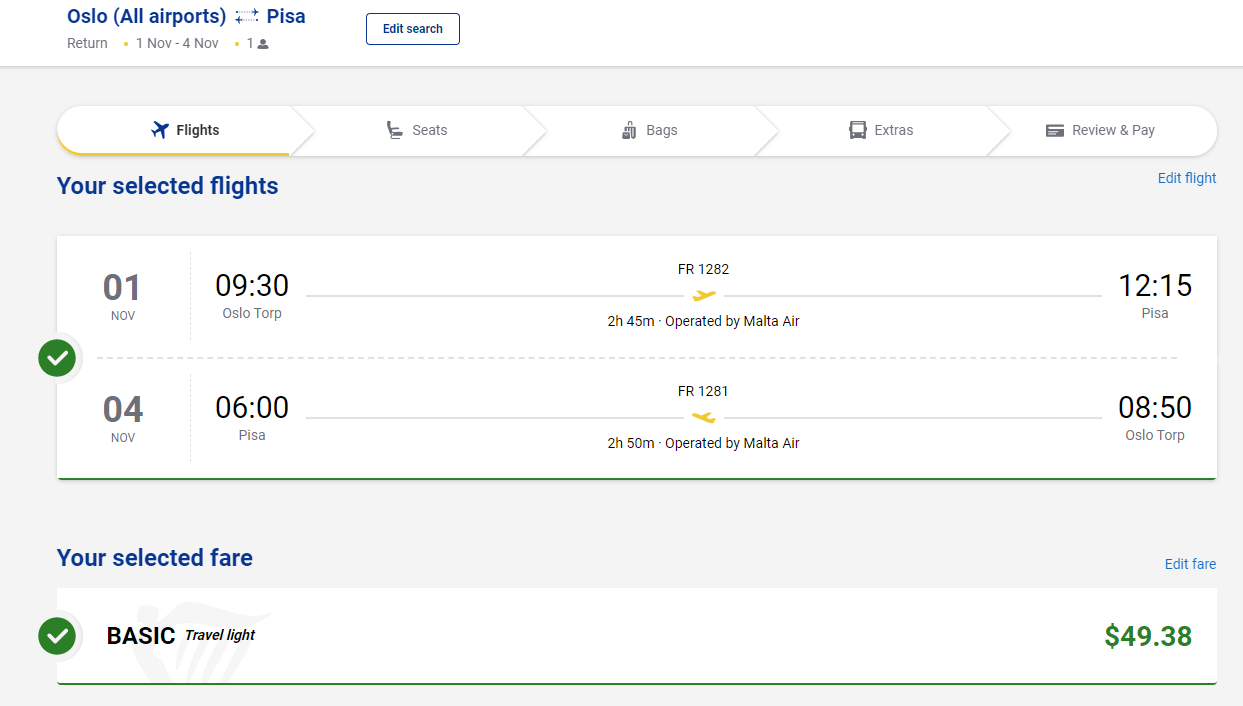 Oslo (All airports) Pisa
Return • 1 Nov - 4 Nov • 1
Edit search
Flights Seats Bags Extras Review & Pay
Your selected flights
Edit flight
01
NOV
09:30
Oslo Torp
FR 1282
2h 45m · Operated by Malta Air
12:15
Pisa
04
NOV
06:00
Pisa
FR 1281
2h 50m · Operated by Malta Air
08:50
Oslo Torp
Your selected fare
Edit fare
BASIC Travel light
$49.38